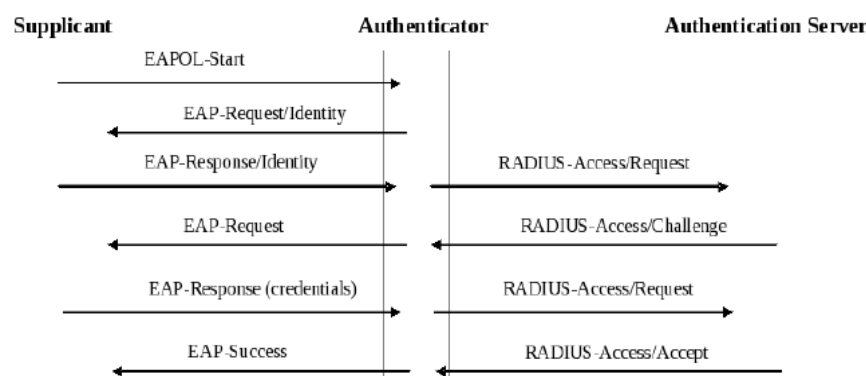 Supplicant Authenticator Authentication Server
EAPOL-Start
EAP-Request/Identity
EAP-Response/Identity RADIUS-Access/Request
EAP-Request RADIUS-Access/Challenge
EAP-Response (credentials) RADIUS-Access/Request
EAP-Success RADIUS-Access/Accept